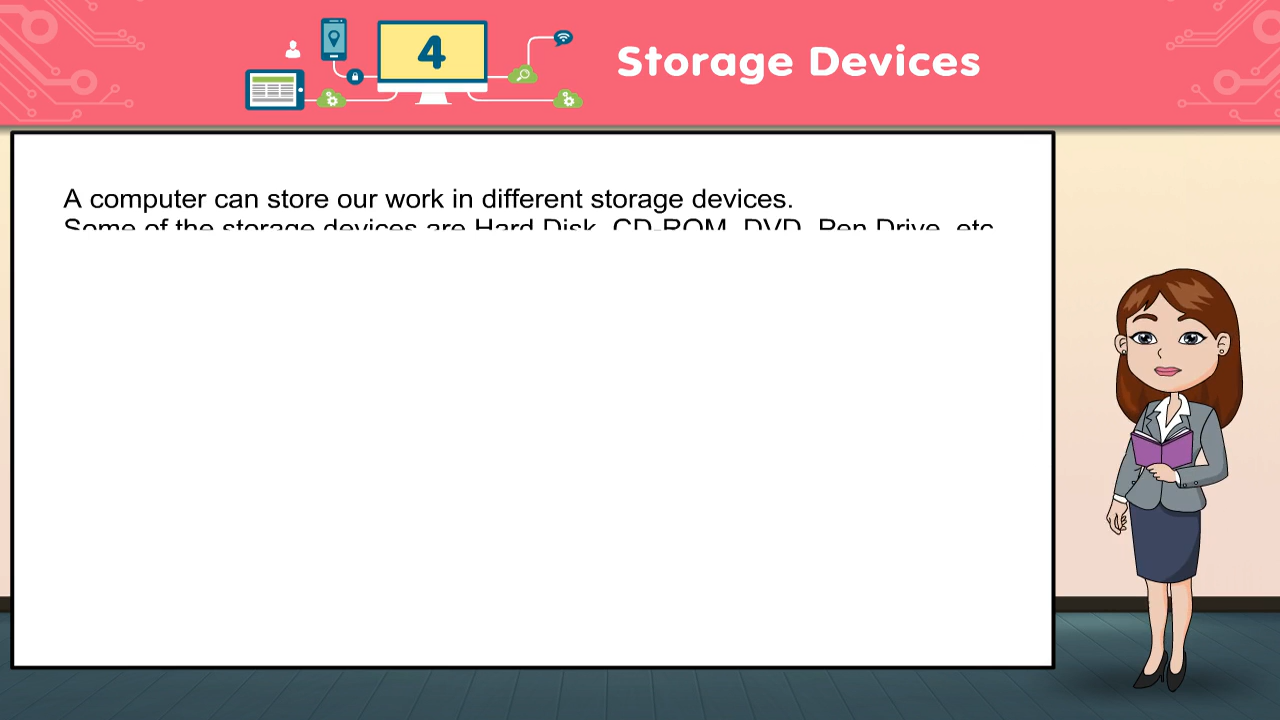 4
Storage Devices
A computer can store our work in different storage devices.
Some of the storage devices are Hard Disk, CD-ROM, DVD, Pen Drive, etc